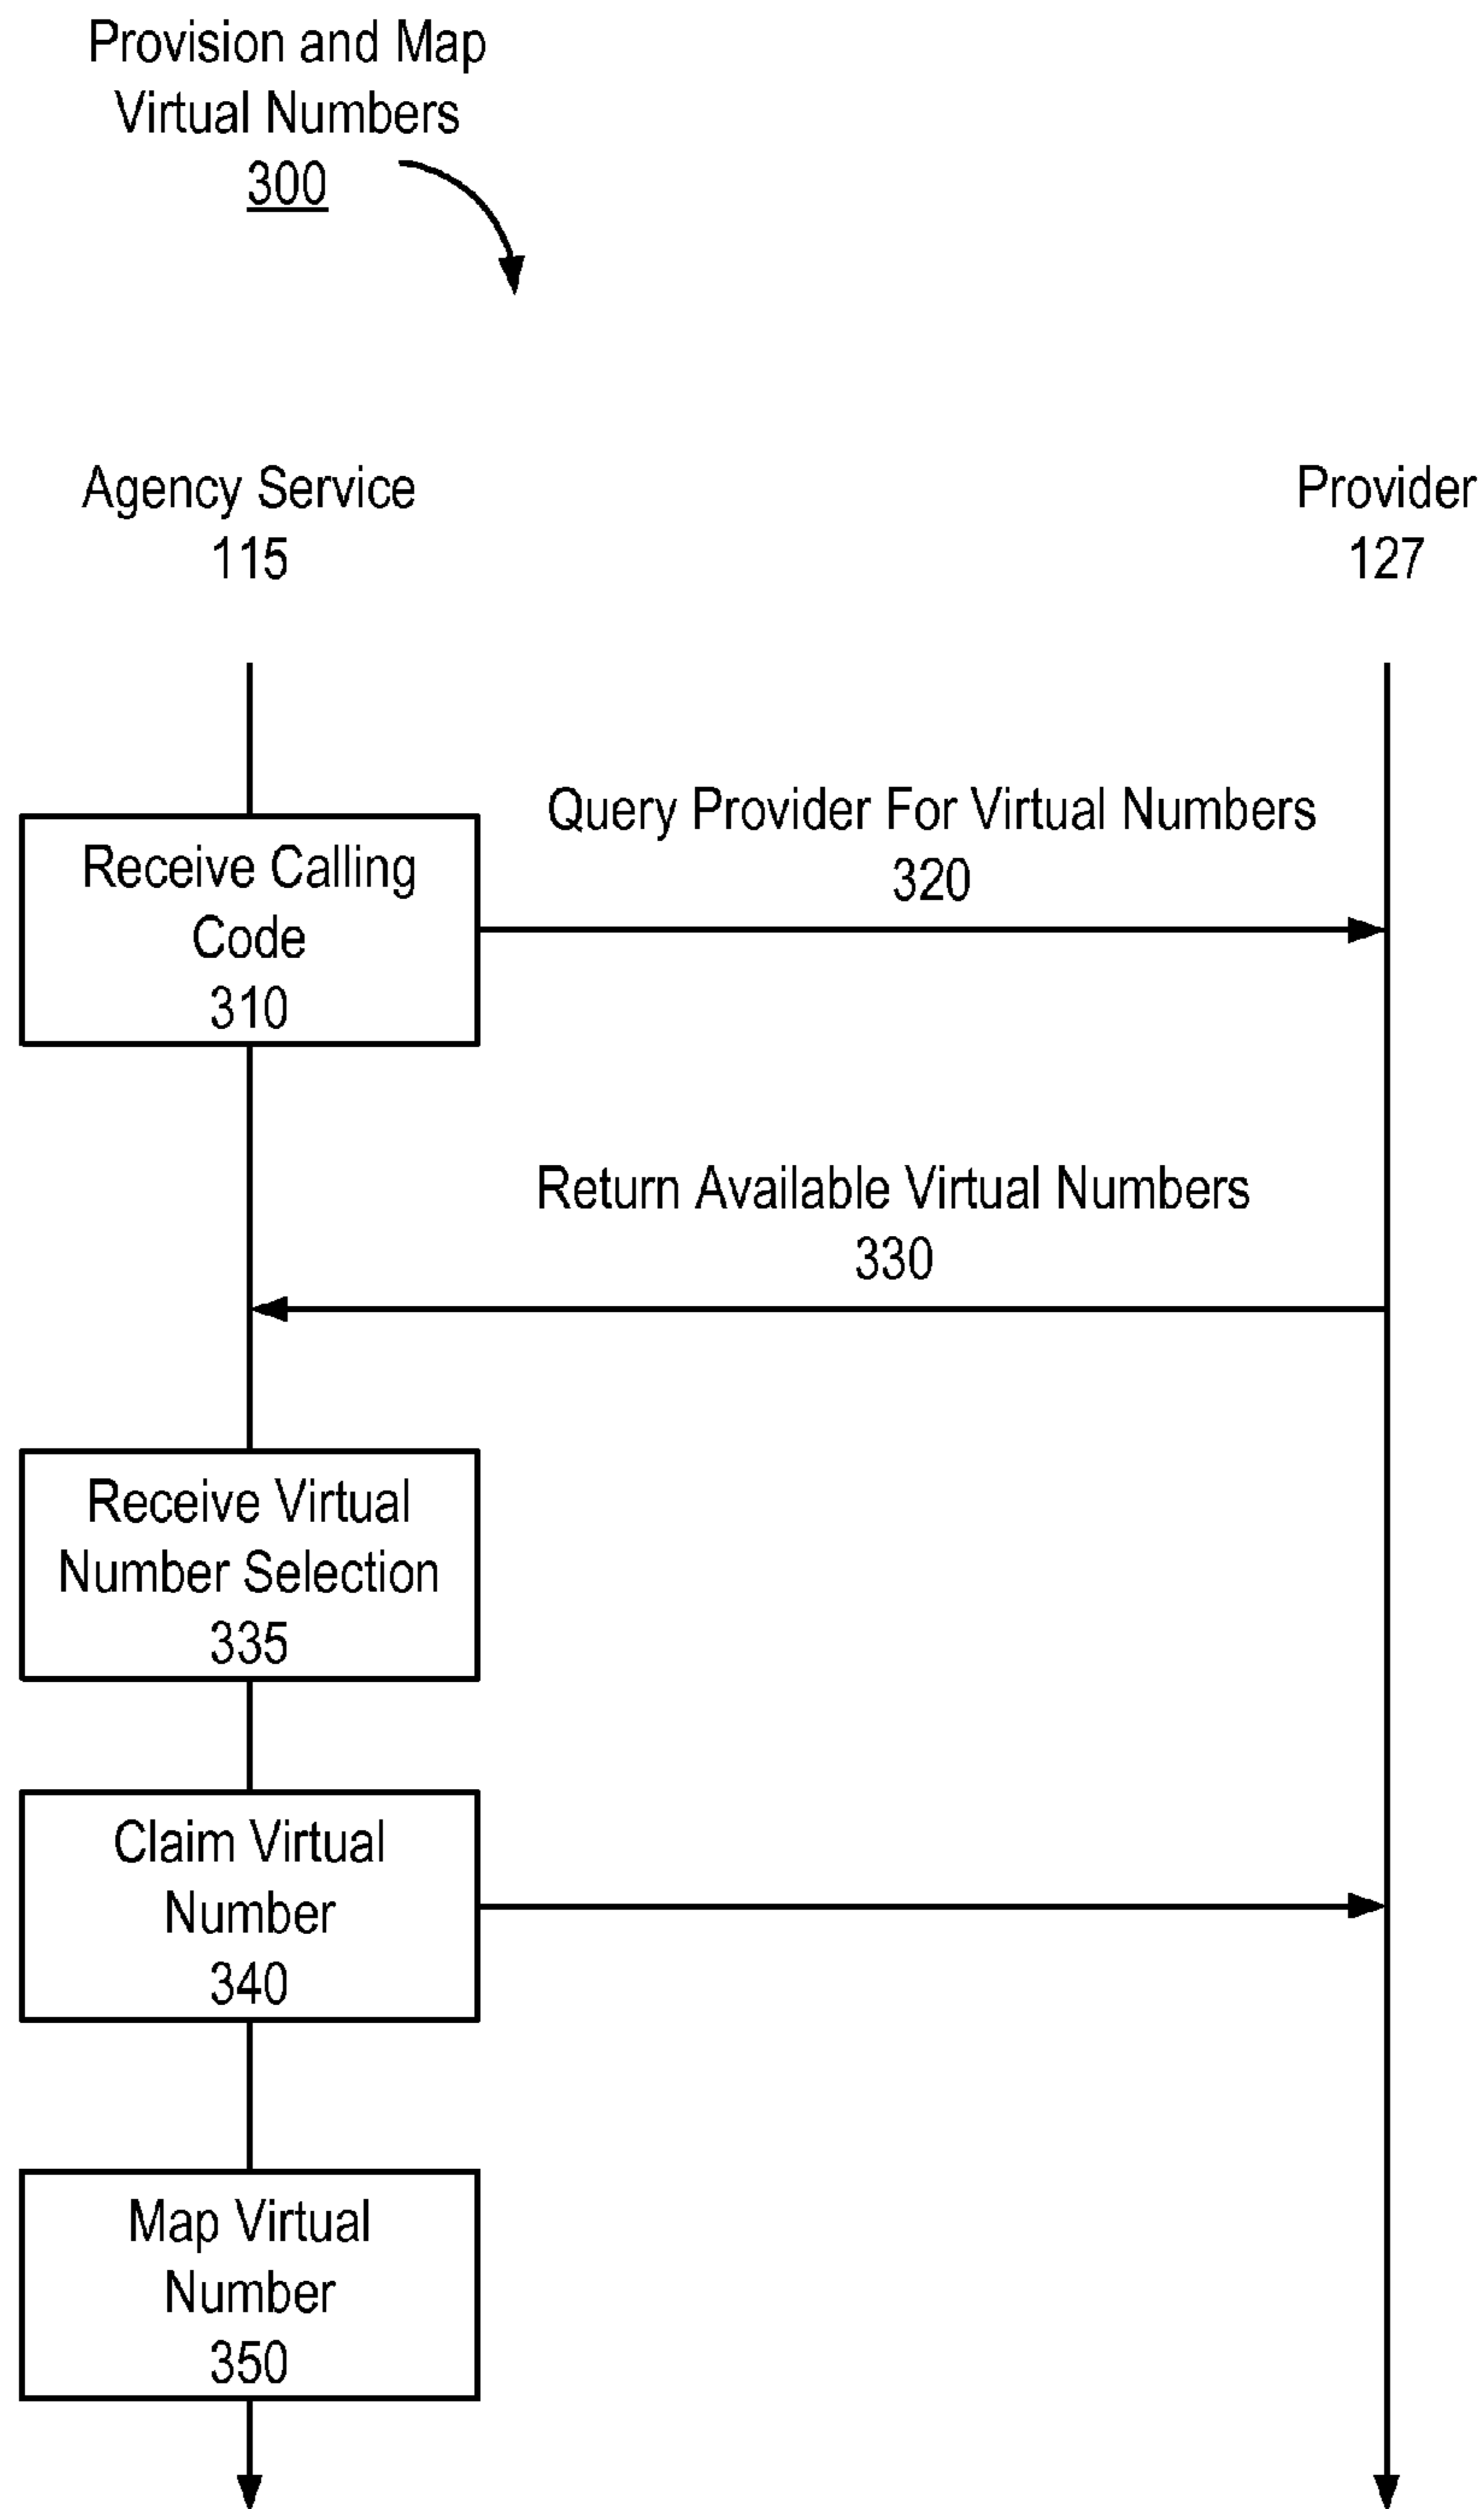 Provision and Map
Virtual Numbers
300
Agency Service
115
Provider
127
Query Provider For Virtual Numbers
320
Receive Calling
Code
310
Return Available Virtual Numbers
330
Receive Virtual
Number Selection
335
Claim Virtual
Number
340
Map Virtual
Number
350